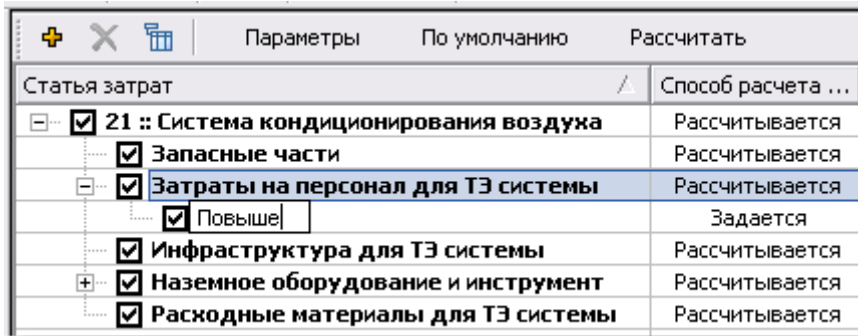 Параметры По умолчанию Рассчитать
Статья затрат Способ расчета ...
21 :: Система кондиционирования воздуха Рассчитывается
Запасные части Рассчитывается
Затраты на персонал для ТЭ системы Рассчитывается
Повыше Задается
Инфраструктура для ТЭ системы Рассчитывается
Наземное оборудование и инструмент Рассчитывается
Расходные материалы для ТЭ системы Рассчитывается